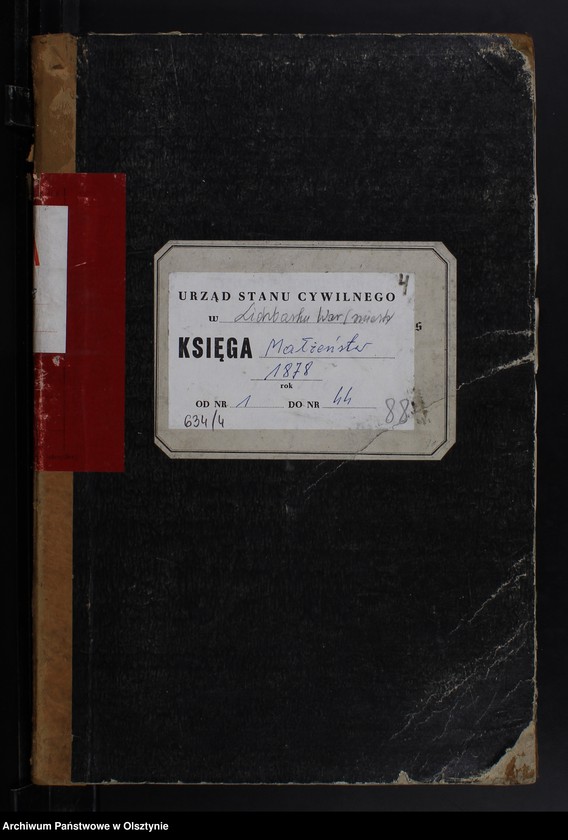 4
URZĄD STANU CYWILNEGO
w Lidzbarku War/miasto
KSIĘGA Małżeństw
1878
rok
OD NR 1 DO NR 44
634/4 88
Archiwum Państwowe w Olsztynie